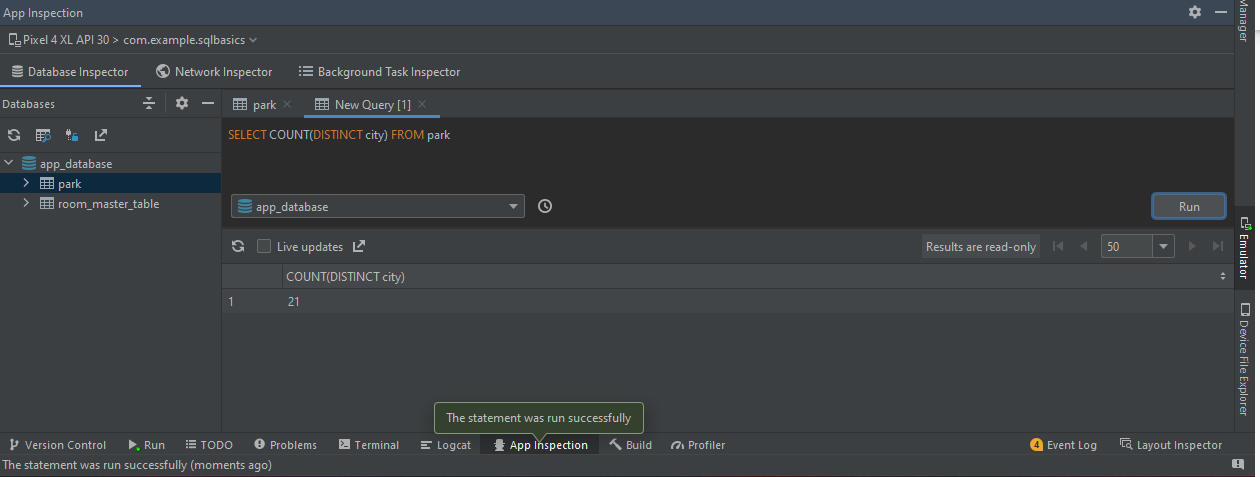 App Inspection
Pixel 4 XL API 30 > com.example.sqlbasics
Database Inspector
Network Inspector
Background Task Inspector
Databases
park
New Query [1]
SELECT COUNT(DISTINCT city) FROM park
app_database
park
room_master_table
app_database
Run
Live updates
Results are read-only
50
COUNT(DISTINCT city)
1 21
The statement was run successfully
Version Control
Run
TODO
Problems
Terminal
Logcat
App Inspection
Build
Profiler
4 Event Log
Layout Inspector
The statement was run successfully (moments ago)
Manager
Emulator
Device File Explorer